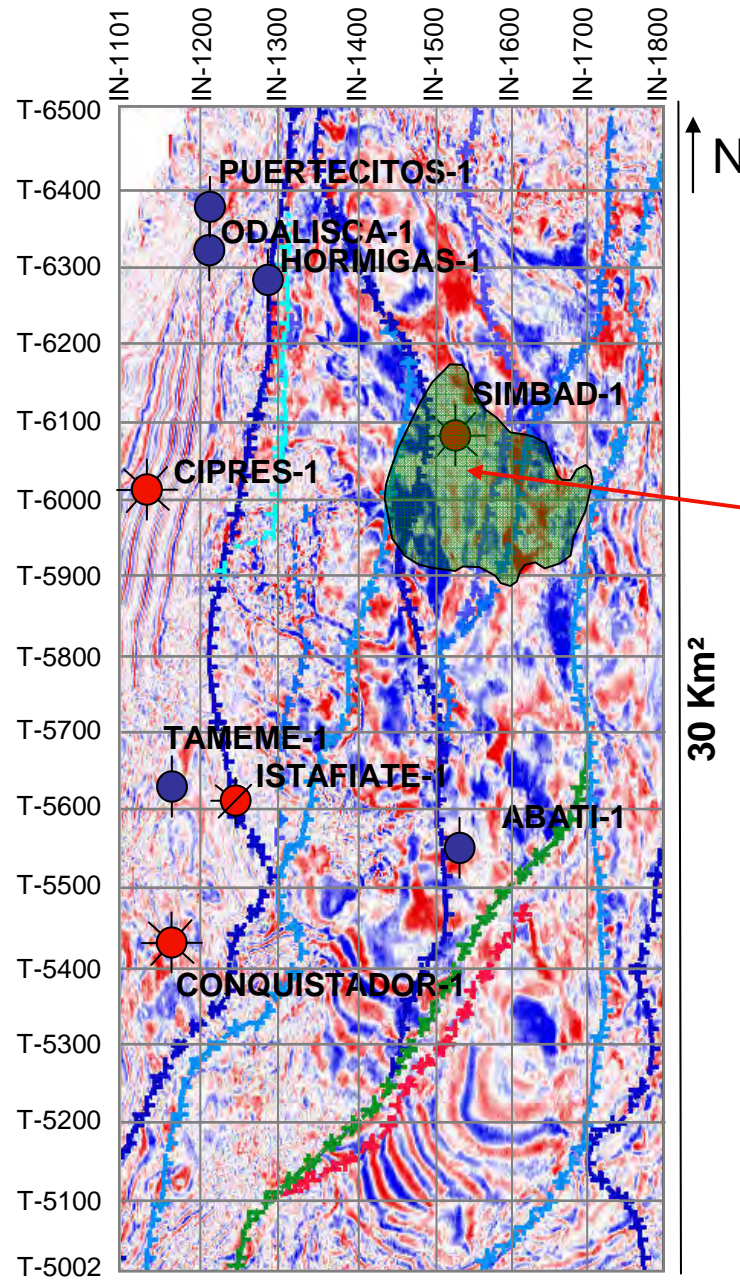 IN-1101
IN-1200
IN-1300
IN-1400
IN-1500
IN-1600
IN-1700
IN-1800
T-6500
N
PUERTECITOS-1
T-6400
ODALISCA-1
HORMIGAS-1
T-6300
T-6200
SIMBAD-1
T-6100
CIPRES-1
T-6000
T-5900
T-5800
30 Km²
T-5700
TAMEME-1
ISTAFIATE-1
T-5600
ABATI-1
T-5500
T-5400
CONQUISTADOR-1
T-5300
T-5200
T-5100
T-5002